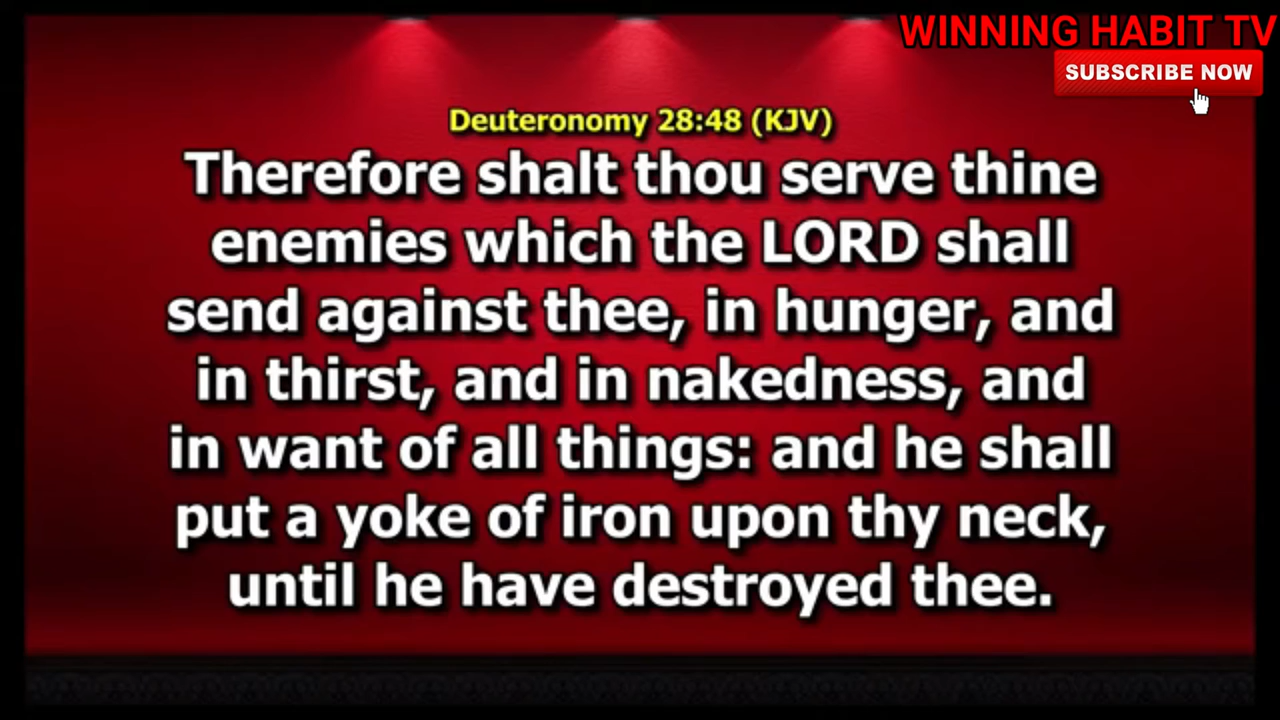 WINNING HABIT TV
SUBSCRIBE NOW
Deuteronomy 28:48 (KJV)
Therefore shalt thou serve thine
enemies which the LORD shall
send against thee, in hunger, and
in thirst, and in nakedness, and
in want of all things: and he shall
put a yoke of iron upon thy neck,
until he have destroyed thee.